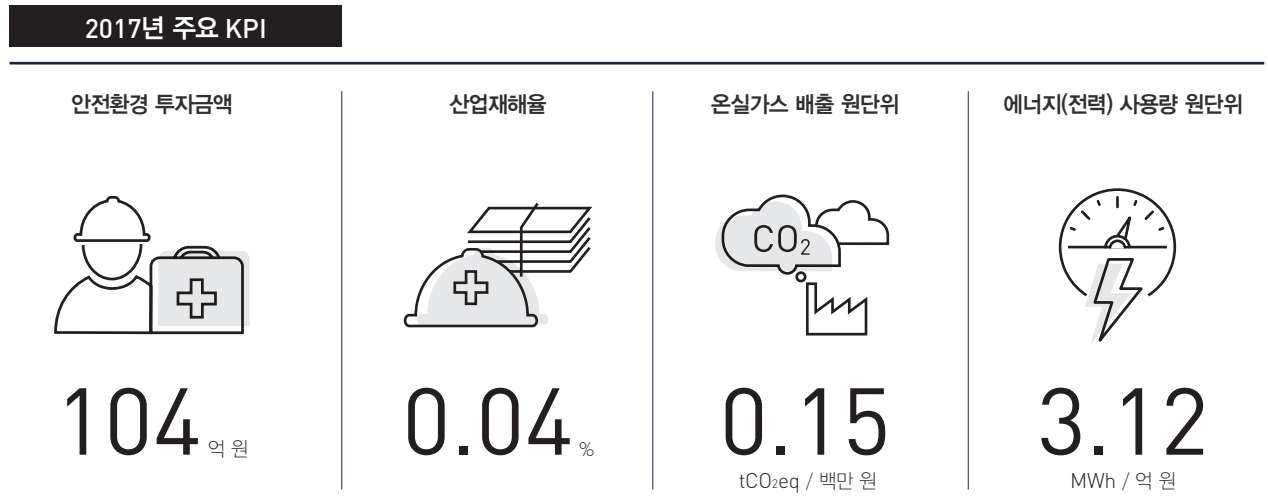 2017년 주요 KPI
안전환경 투자금액
104 억 원
산업재해율
0.04 %
온실가스 배출 원단위
CO₂
0.15
tCO₂eq / 백만 원
에너지(전력) 사용량 원단위
3.12
MWh / 억 원